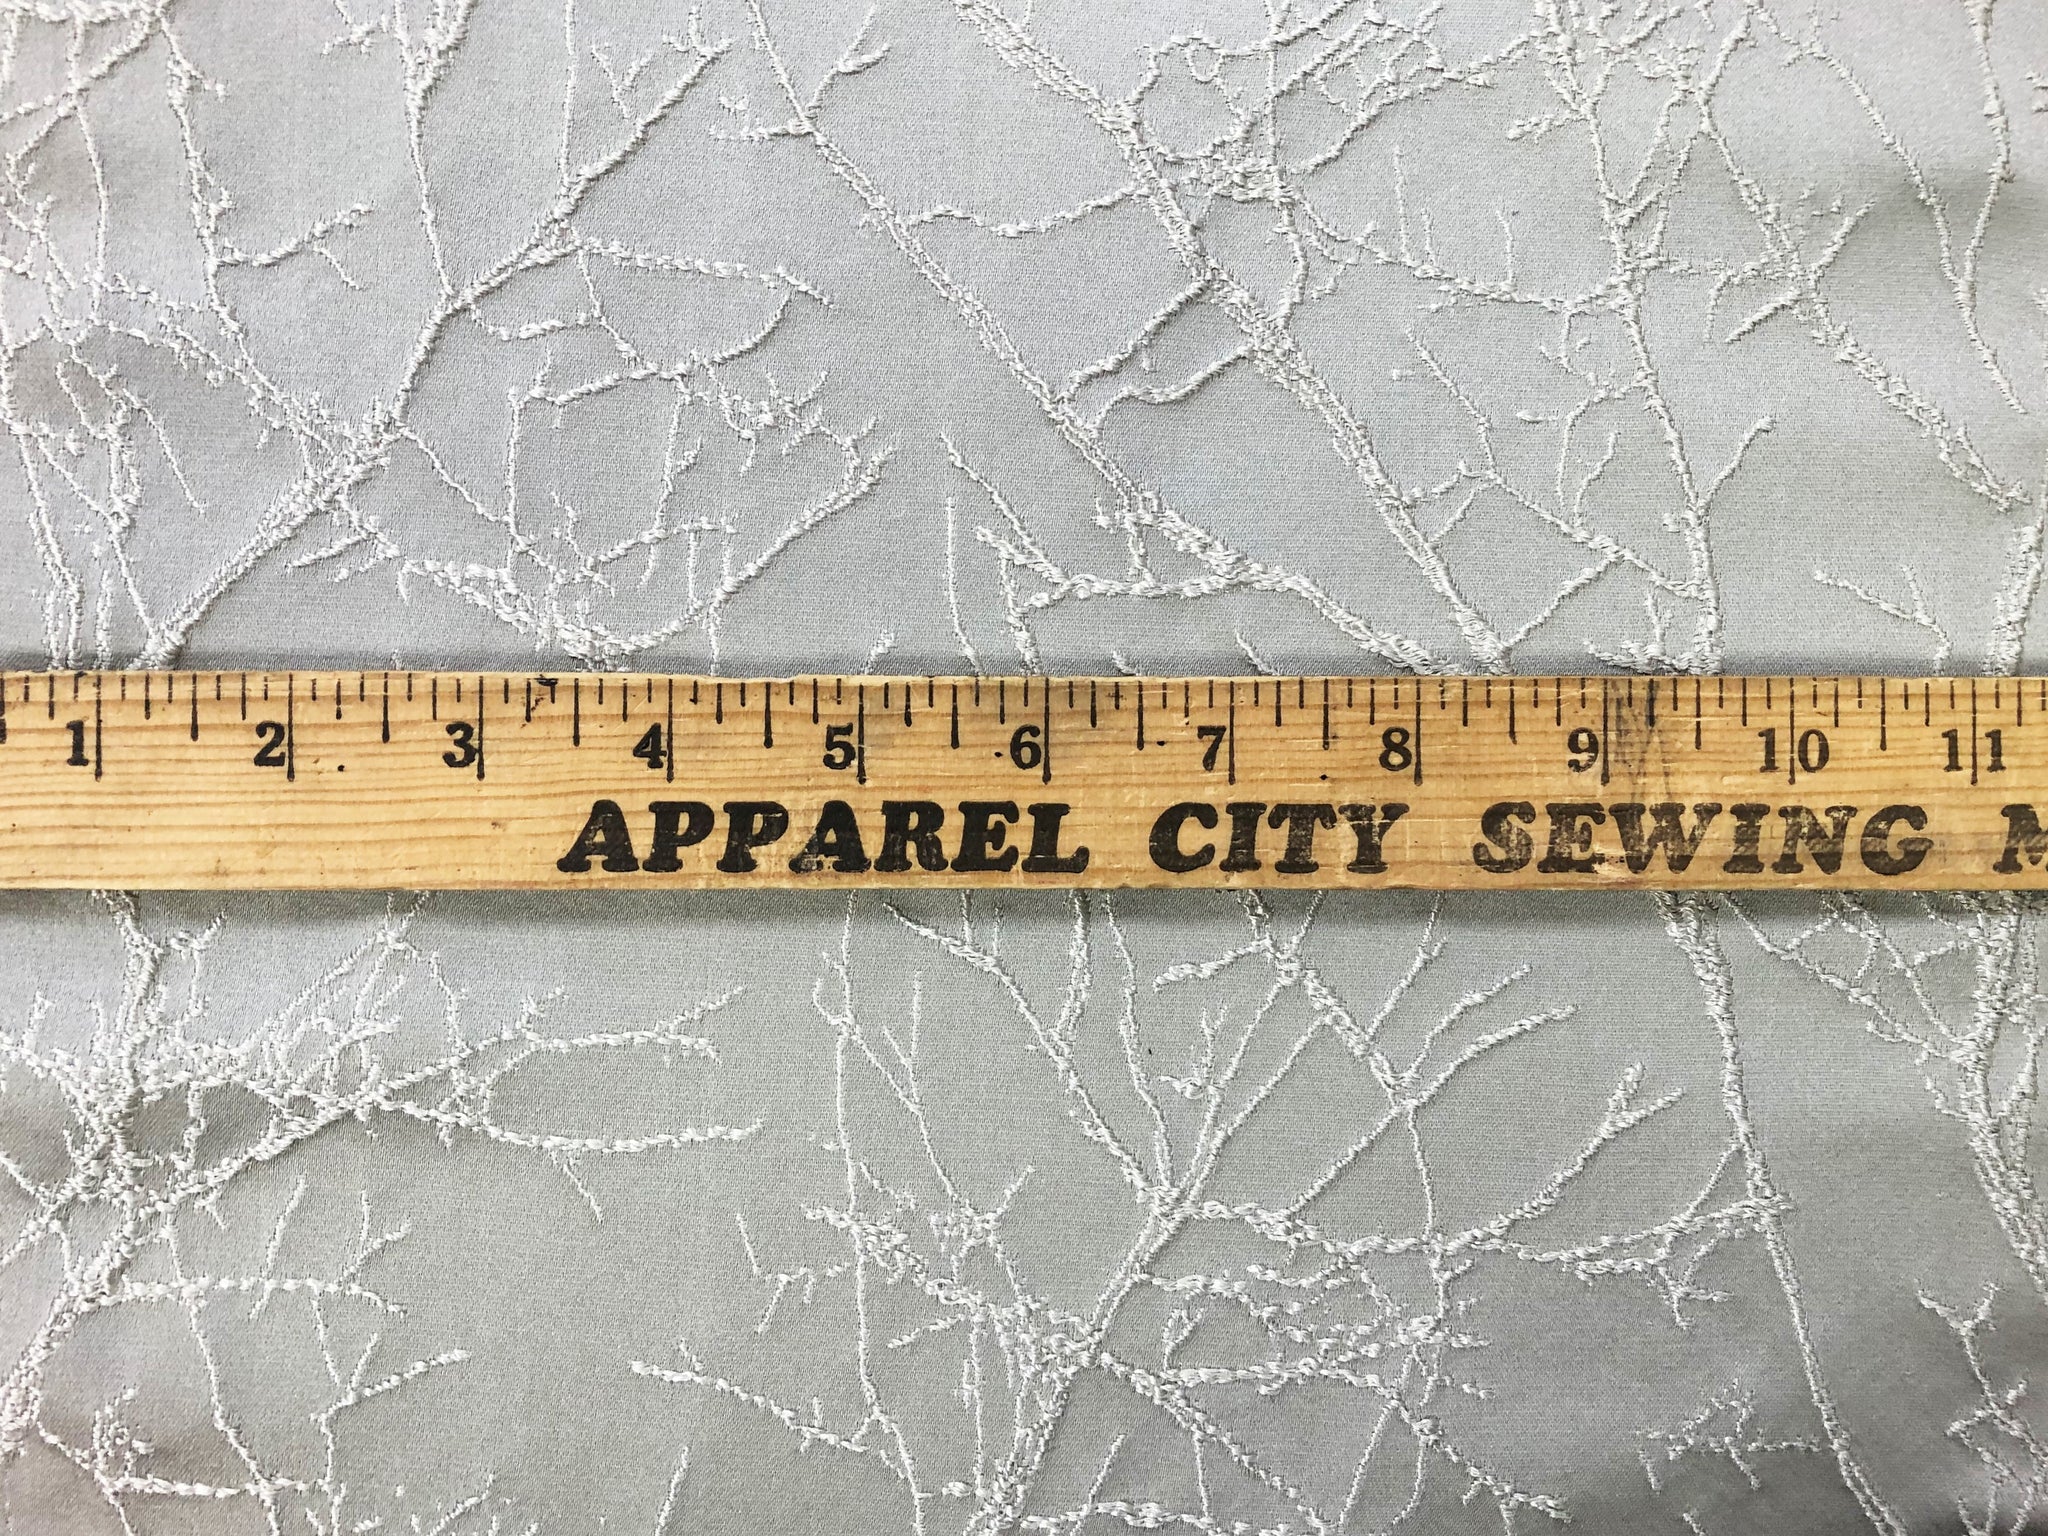 1 2 3 4 5 6 7 8 9 10 11
APPAREL CITY SEWING M